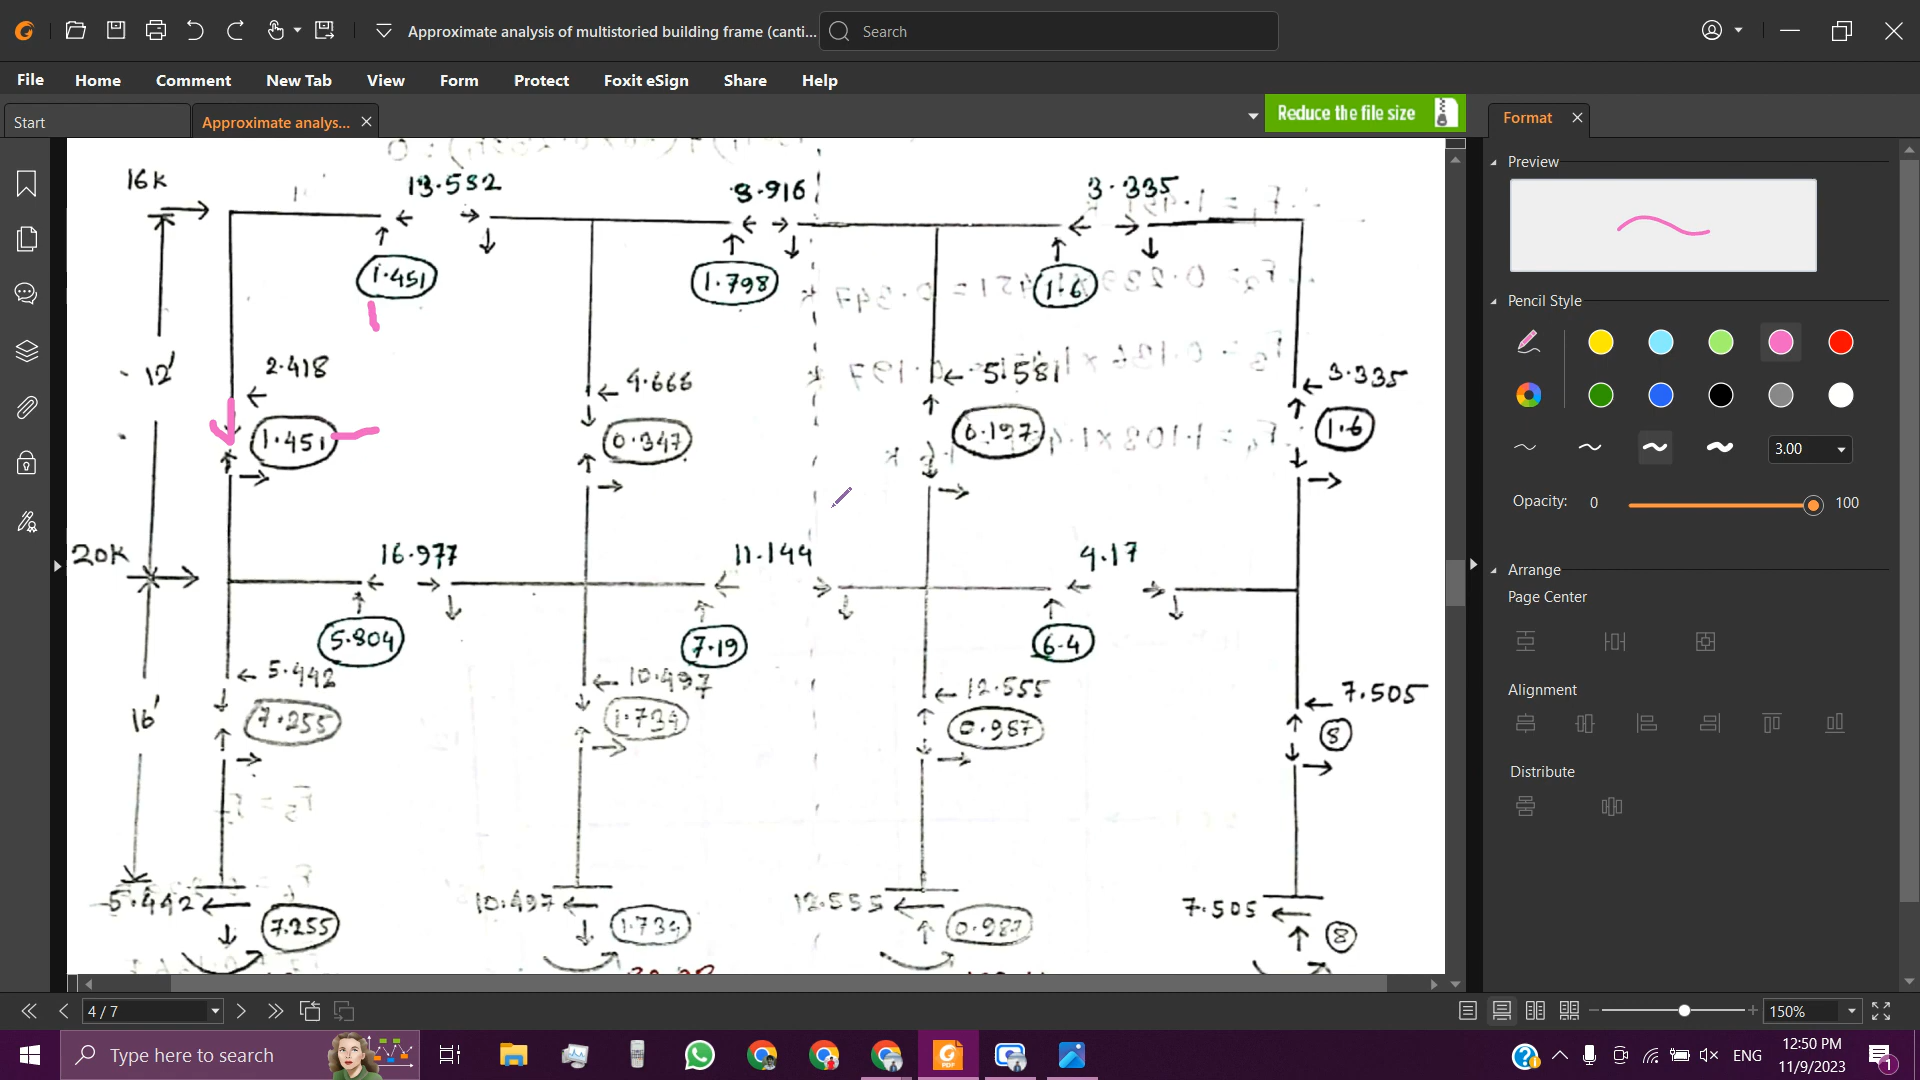 Approximate analysis of multistoried building frame (canti...
Search
File Home Comment New Tab View Form Protect Foxit eSign Share Help
Start
Approximate analys...
Reduce the file size
Format
Preview
Pencil Style
3.00
Opacity: 0 100
Arrange
Page Center
Alignment
Distribute
16K
13.532
8.916
3.335
1.451
1.798
1.6
12'
2.418
4.666
5.581
3.335
1.451
0.347
0.197
1.6
20K
16.977
11.144
4.17
5.804
7.19
6.4
16'
5.442
10.497
12.555
7.505
7.255
1.734
0.987
8
5.442
10.497
12.555
7.505
7.255
1.734
0.987
8
4 / 7
150%
Type here to search
PDF
ENG
12:50 PM
11/9/2023
1